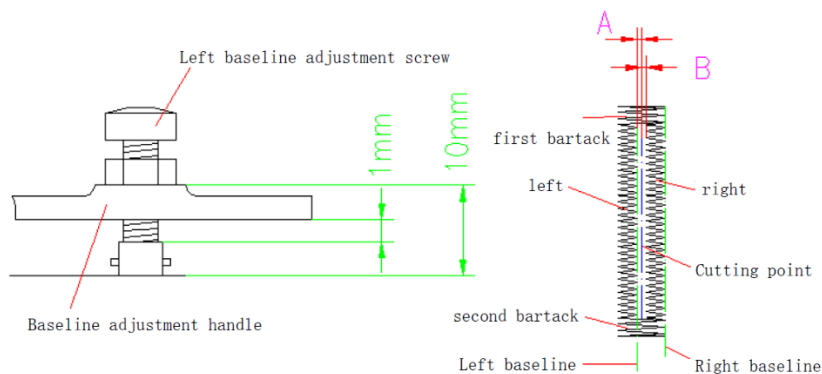 Left baseline adjustment screw
1mm
10mm
Baseline adjustment handle
A
B
first bartack
left
right
Cutting point
second bartack
Left baseline
Right baseline